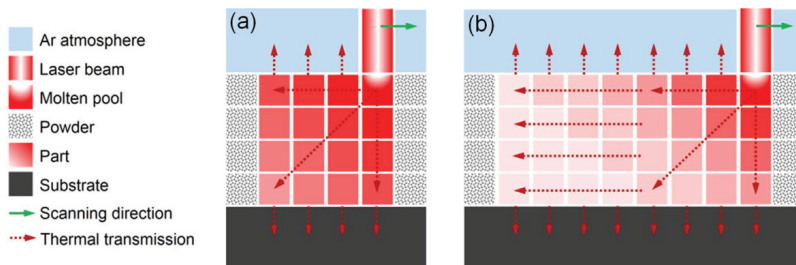 Ar atmosphere
Laser beam
Molten pool
Powder
Part
Substrate
Scanning direction
Thermal transmission
(a)
(b)